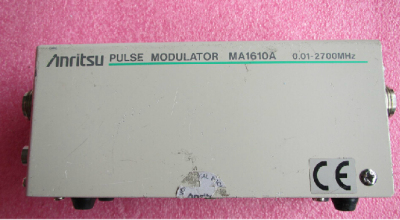 Anritsu PULSE MODULATOR MA1610A 0.01-2700MHz
CE